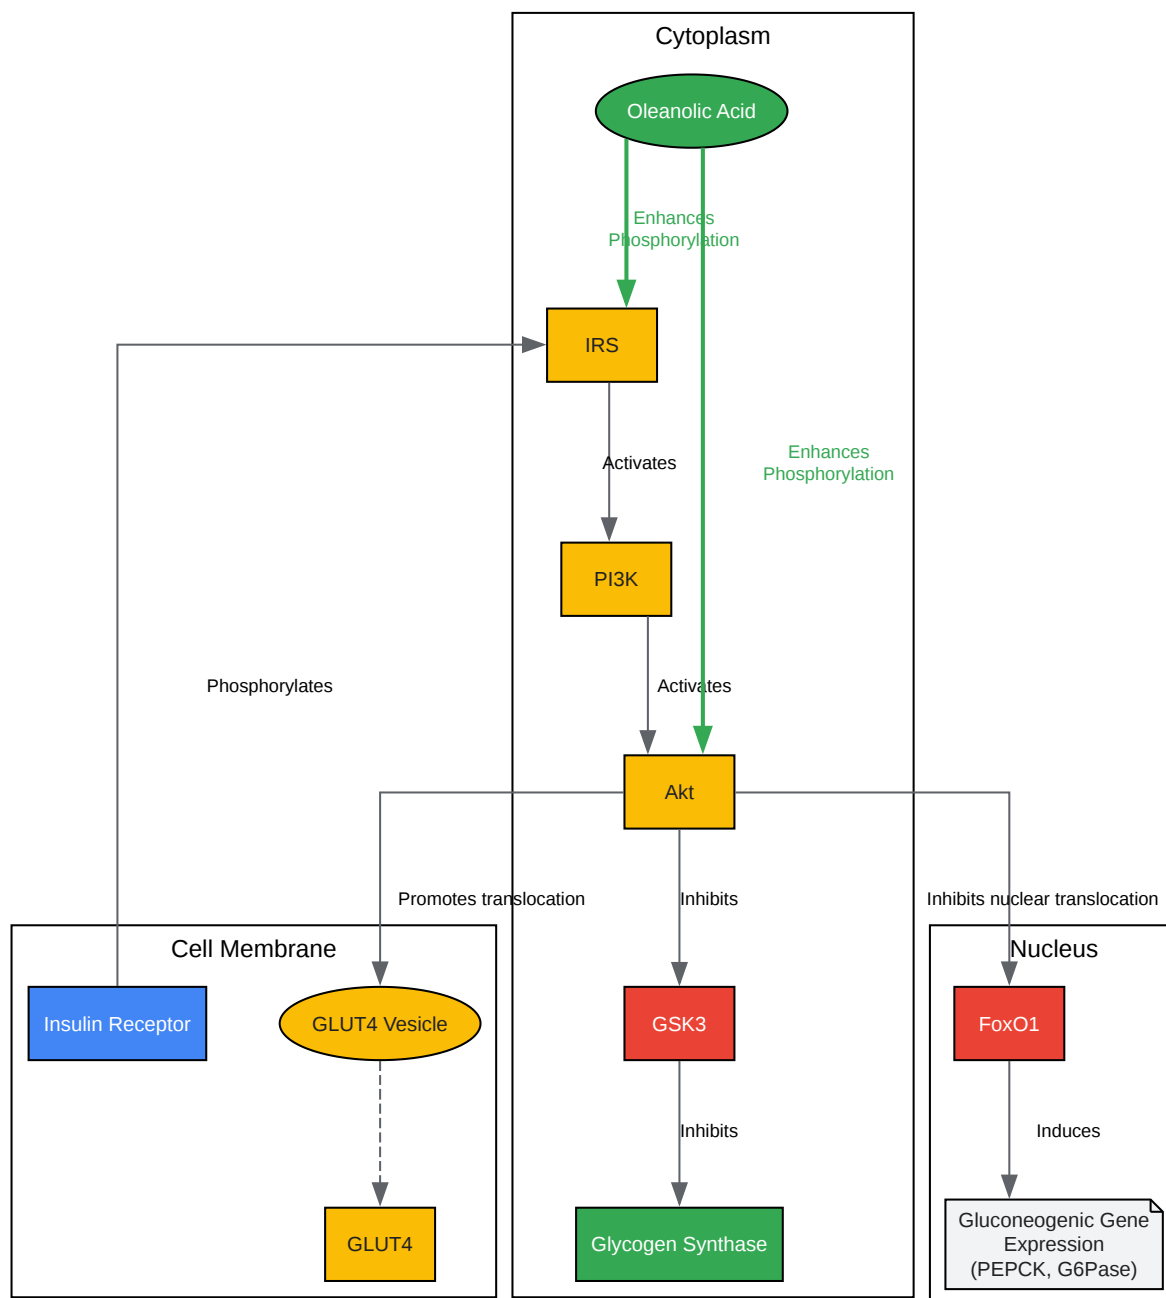 Cytoplasm
Oleanolic Acid
Enhances
Phosphorylation
IRS
Enhances
Phosphorylation
Activates
PI3K
Phosphorylates
Activates
Akt
Promotes translocation
Inhibits
Inhibits nuclear translocation
Cell Membrane
Nucleus
Insulin Receptor
GLUT4 Vesicle
GSK3
FoxO1
Inhibits
Induces
GLUT4
Glycogen Synthase
Gluconeogenic Gene
Expression
(PEPCK, G6Pase)